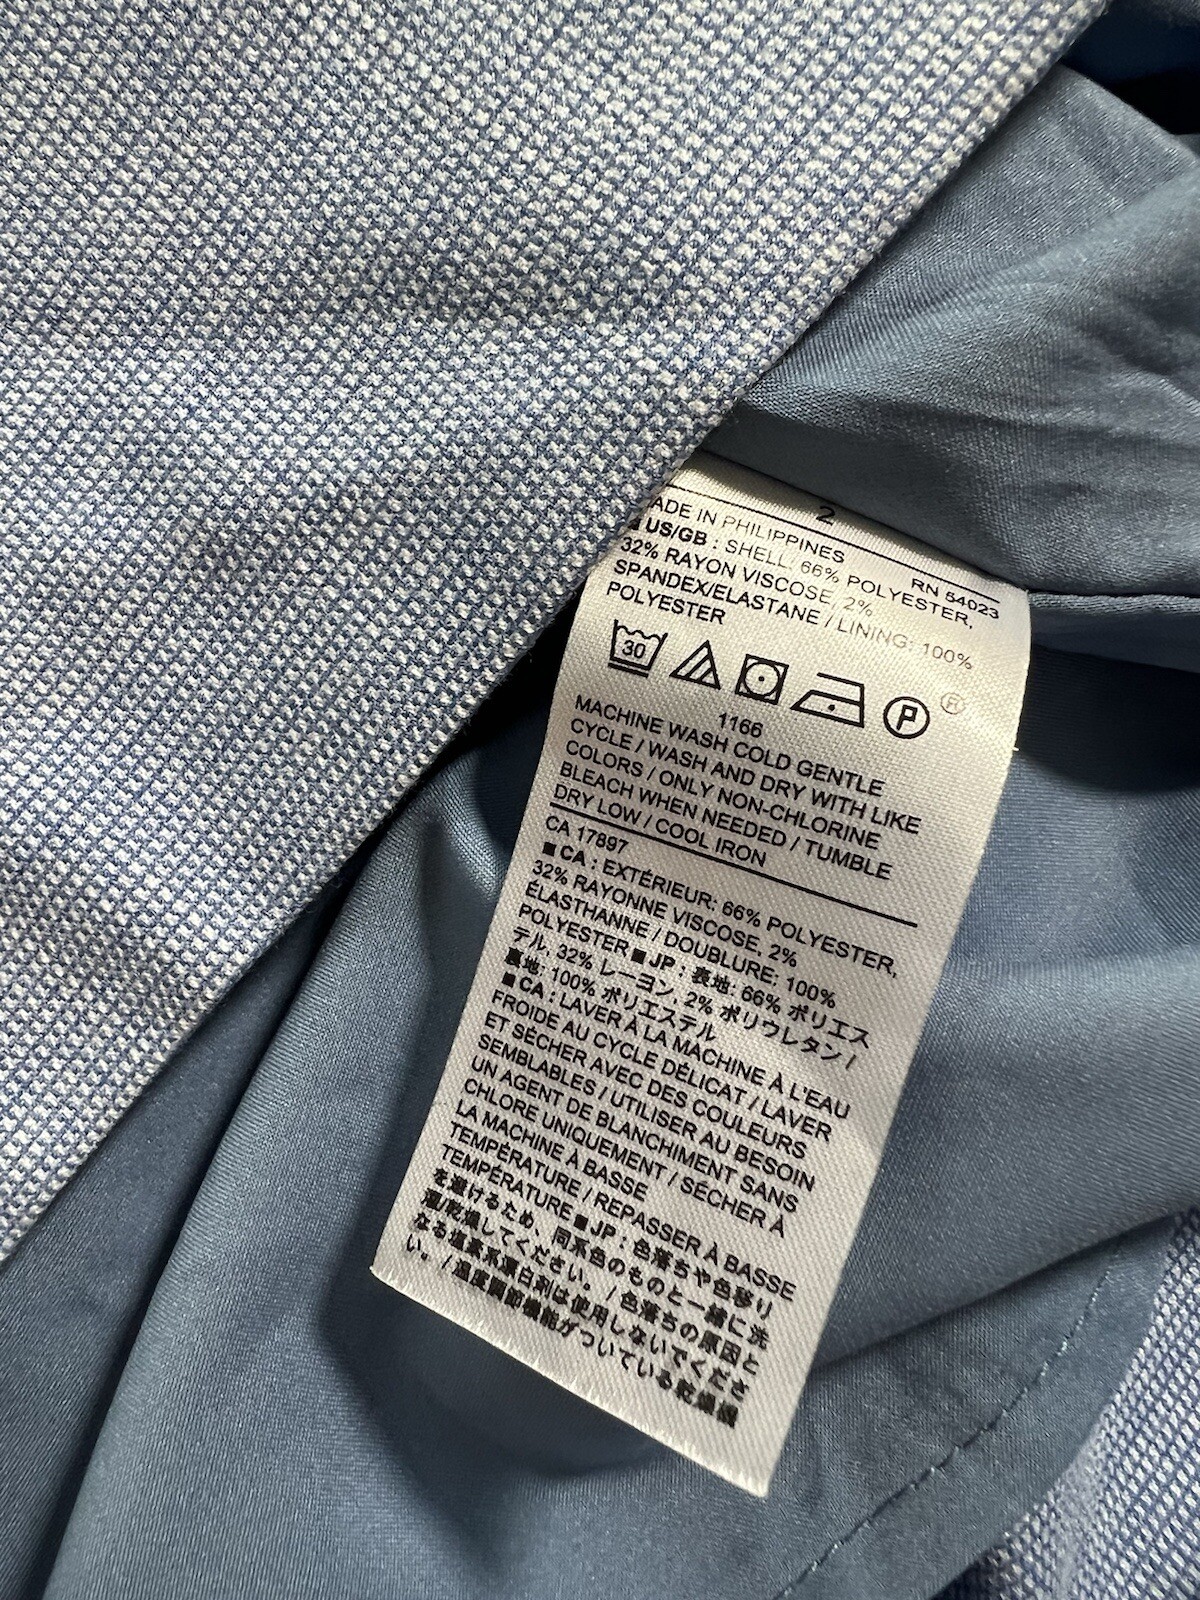 2
ADE IN PHILIPPINES
RN 54023
US/GB : SHELL: 66% POLYESTER,
32% RAYON VISCOSE, 2%
SPANDEX/ELASTANE / LINING: 100%
POLYESTER
30 P ®
1166
MACHINE WASH COLD GENTLE
CYCLE / WASH AND DRY WITH LIKE
COLORS / ONLY NON-CHLORINE
BLEACH WHEN NEEDED / TUMBLE
DRY LOW / COOL IRON
CA 17897
■CA : EXTÉRIEUR: 66% POLYESTER,
32% RAYONNE VISCOSE, 2%
ÉLASTHANNE / DOUBLURE: 100%
POLYESTER ■JP : 表地: 66% ポリエス
テル, 32% レーヨン, 2% ポリウレタン /
裏地: 100% ポリエステル
■CA : LAVER À LA MACHINE À L'EAU
FROIDE AU CYCLE DÉLICAT / LAVER
ET SÉCHER AVEC DES COULEURS
SEMBLABLES / UTILISER AU BESOIN
UN AGENT DE BLANCHIMENT SANS
CHLORE UNIQUEMENT / SÉCHER À
LA MACHINE À BASSE
TEMPÉRATURE / REPASSER À BASSE
TEMPÉRATURE ■JP : 色落ちや色移り
を避けるため、同系色のものと一緒に洗
濯/乾燥してください。 / 色落ちの原因と
なる塩素系漂白剤は使用しないでくださ
い。 / 温度調節機能がついている乾燥機